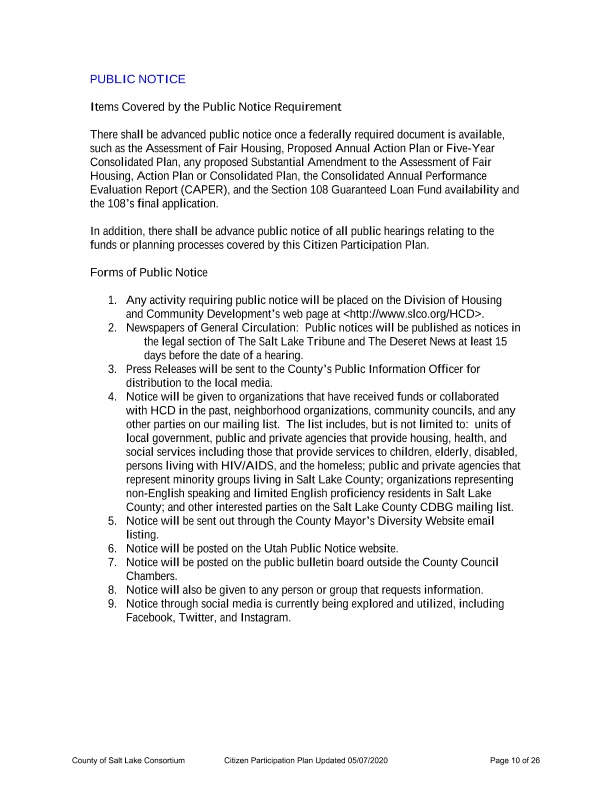 PUBLIC NOTICE
Items Covered by the Public Notice Requirement
There shall be advanced public notice once a federally required document is available,
such as the Assessment of Fair Housing, Proposed Annual Action Plan or Five-Year
Consolidated Plan, any proposed Substantial Amendment to the Assessment of Fair
Housing, Action Plan or Consolidated Plan, the Consolidated Annual Performance
Evaluation Report (CAPER), and the Section 108 Guaranteed Loan Fund availability and
the 108's final application.
In addition, there shall be advance public notice of all public hearings relating to the
funds or planning processes covered by this Citizen Participation Plan.
Forms of Public Notice
1. Any activity requiring public notice will be placed on the Division of Housing
and Community Development's web page at <http://www.slco.org/HCD>.
2. Newspapers of General Circulation: Public notices will be published as notices in
the legal section of The Salt Lake Tribune and The Deseret News at least 15
days before the date of a hearing.
3. Press Releases will be sent to the County's Public Information Officer for
distribution to the local media.
4. Notice will be given to organizations that have received funds or collaborated
with HCD in the past, neighborhood organizations, community councils, and any
other parties on our mailing list. The list includes, but is not limited to: units of
local government, public and private agencies that provide housing, health, and
social services including those that provide services to children, elderly, disabled,
persons living with HIV/AIDS, and the homeless; public and private agencies that
represent minority groups living in Salt Lake County; organizations representing
non-English speaking and limited English proficiency residents in Salt Lake
County; and other interested parties on the Salt Lake County CDBG mailing list.
5. Notice will be sent out through the County Mayor's Diversity Website email
listing.
6. Notice will be posted on the Utah Public Notice website.
7. Notice will be posted on the public bulletin board outside the County Council
Chambers.
8. Notice will also be given to any person or group that requests information.
9. Notice through social media is currently being explored and utilized, including
Facebook, Twitter, and Instagram.
County of Salt Lake Consortium Citizen Participation Plan Updated 05/07/2020 Page 10 of 26